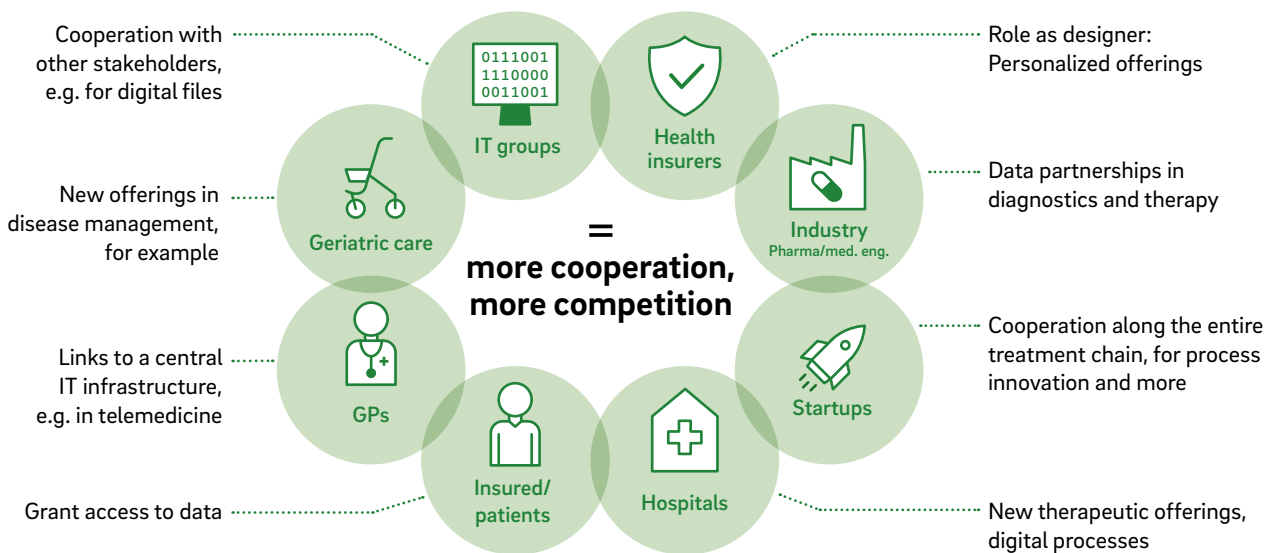 Cooperation with
other stakeholders,
e.g. for digital files
0111001
1110000
0011001
IT groups
Health
insurers
Role as designer:
Personalized offerings
New offerings in
disease management,
for example
Geriatric care
Industry
Pharma/med. eng.
Data partnerships in
diagnostics and therapy
=
more cooperation,
more competition
Links to a central
IT infrastructure,
e.g. in telemedicine
GPs
Startups
Cooperation along the entire
treatment chain, for process
innovation and more
Grant access to data
Insured/
patients
Hospitals
New therapeutic offerings,
digital processes